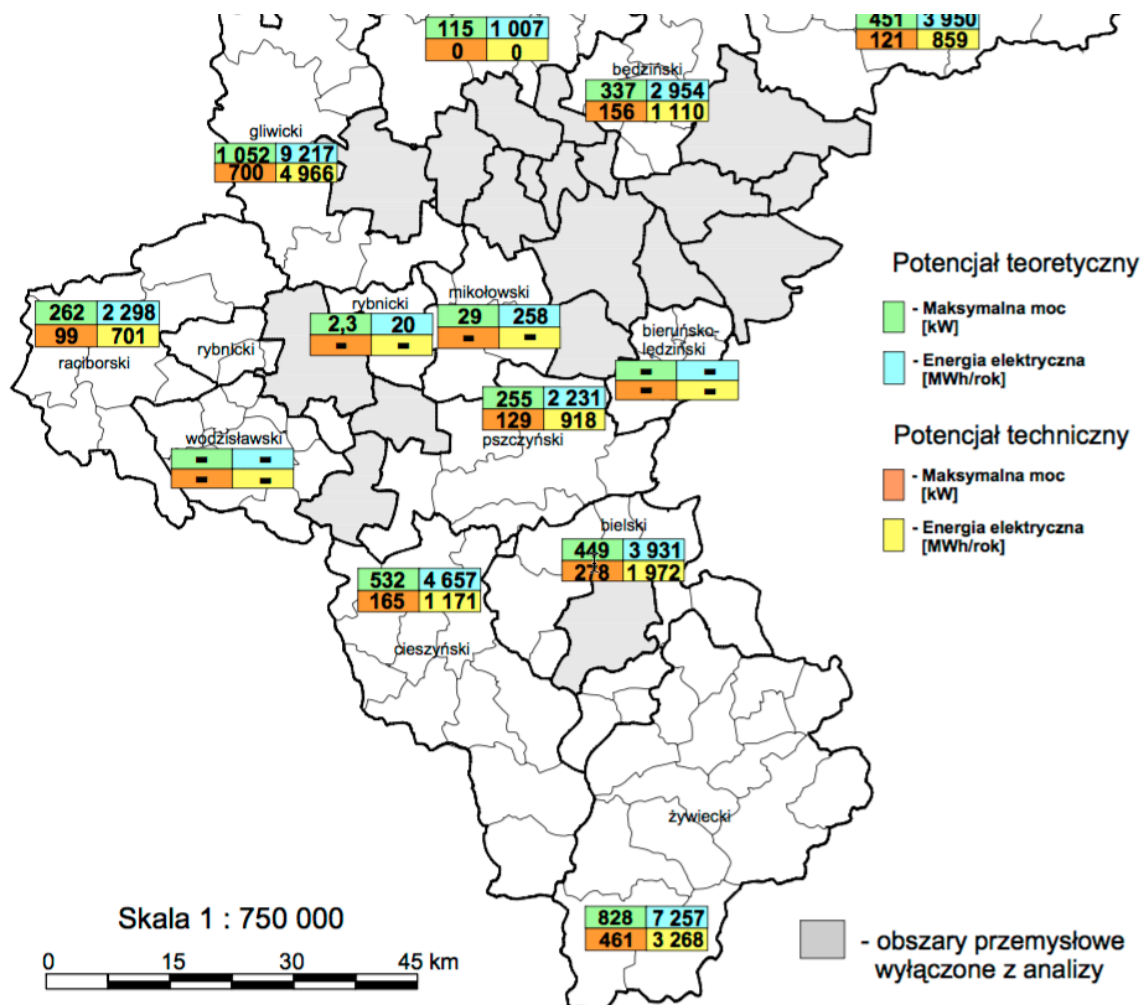 115 1 007
0 0
451 3 950
121 859
będziński
337 2 954
156 1 110
gliwicki
1 052 9 217
700 4 966
Potencjał teoretyczny
- Maksymalna moc
[kW]
- Energia elektryczna
[MWh/rok]
Potencjał techniczny
- Maksymalna moc
[kW]
- Energia elektryczna
[MWh/rok]
262 2 298
99 701
raciborski
rybnicki
rybnicki
2,3 20
- -
mikołowski
29 258
- -
bieruńsko-
lędziński
- -
- -
255 2 231
129 918
pszczyński
wodzisławski
- -
- -
bielski
449 3 931
278 1 972
532 4 657
165 1 171
cieszyński
żywiecki
828 7 257
461 3 268
Skala 1 : 750 000
0 15 30 45 km
- obszary przemysłowe
wyłączone z analizy